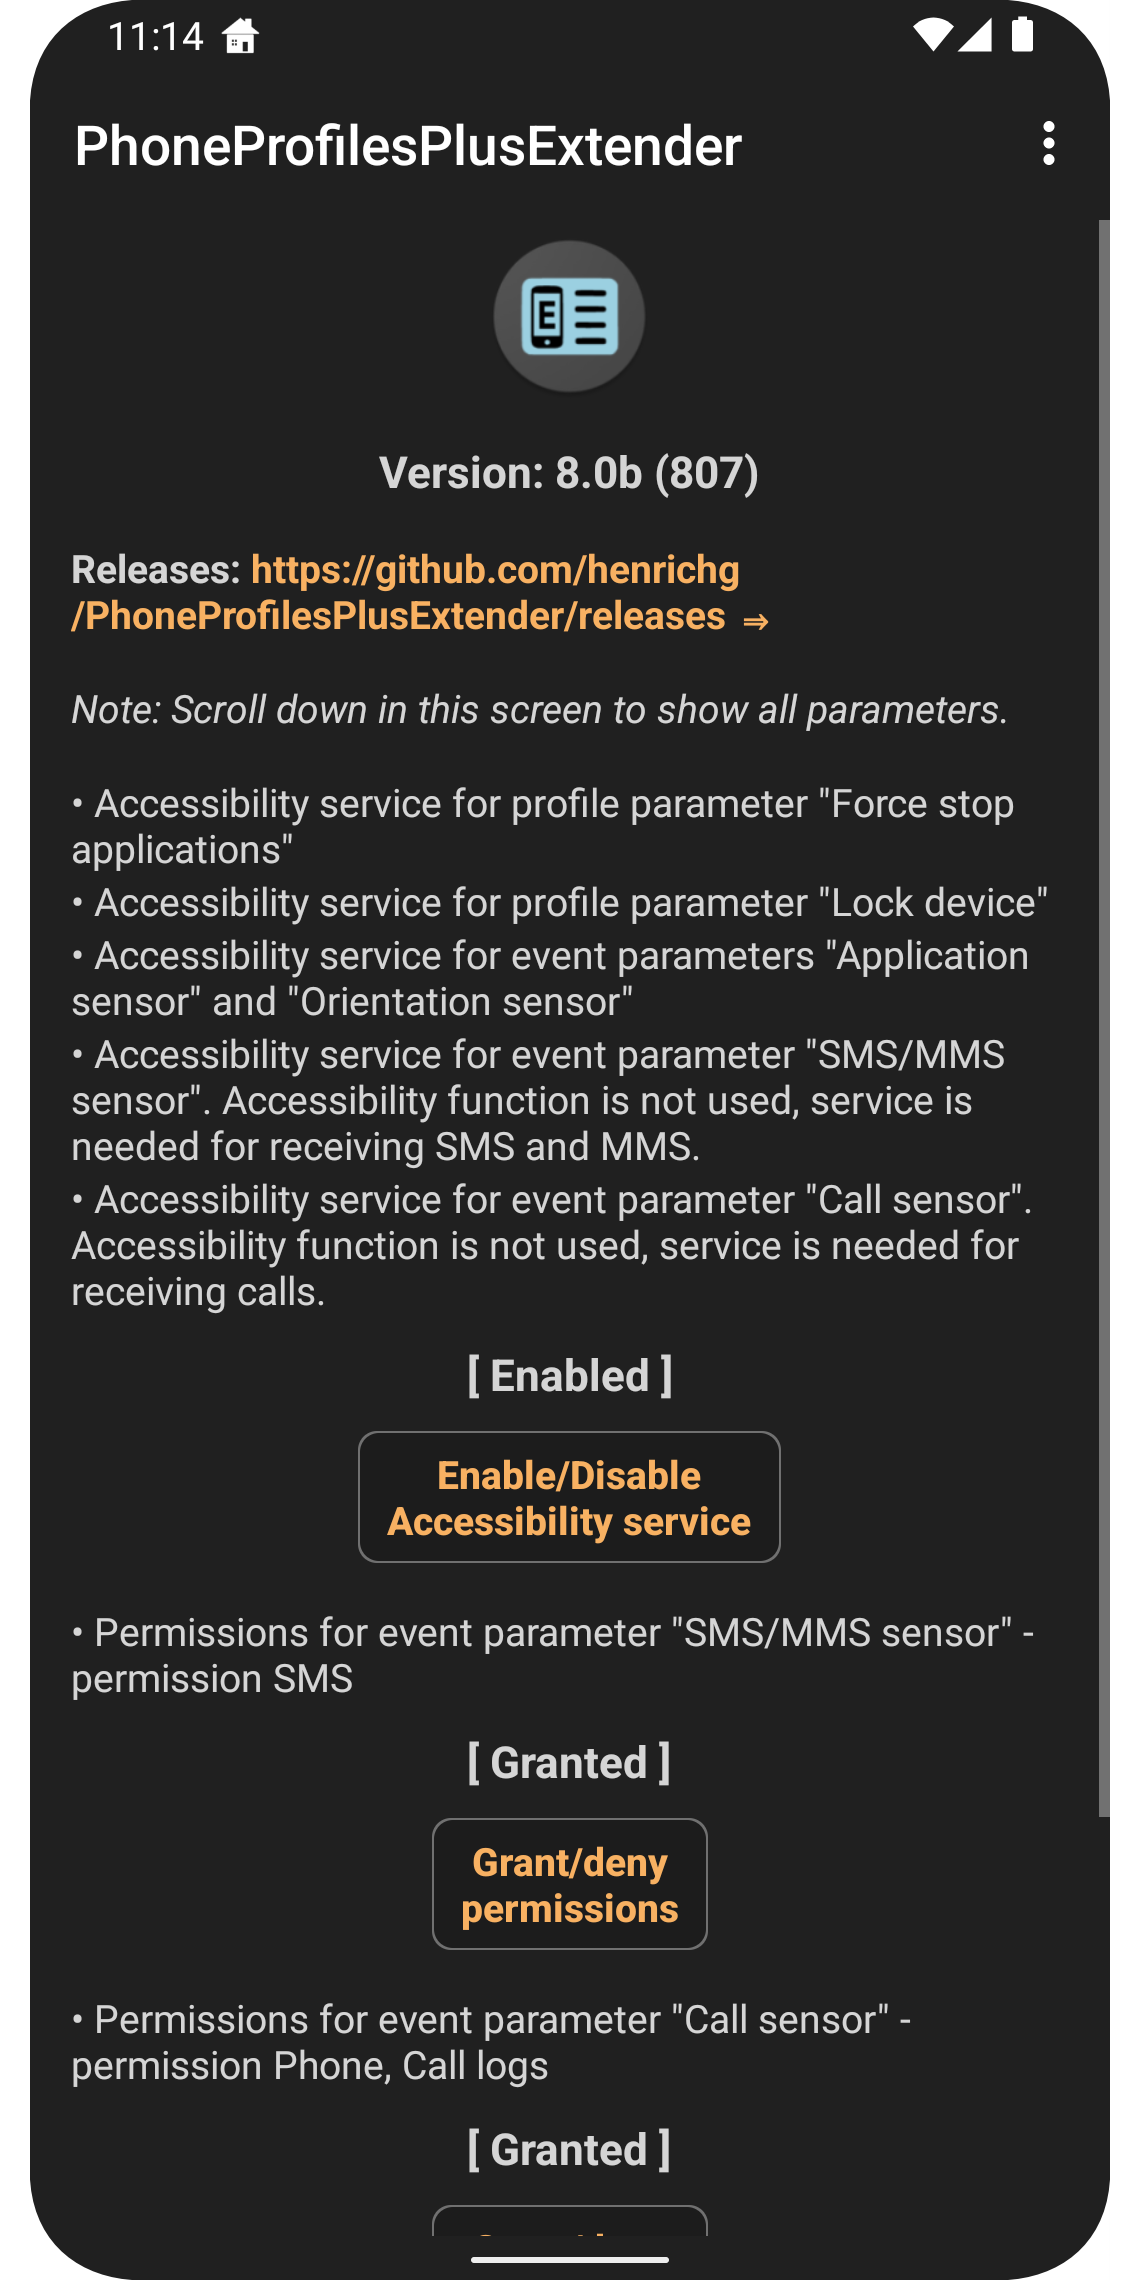 11:14
PhoneProfilesPlusExtender
E
Version: 8.0b (807)
Releases: https://github.com/henrichg
/PhoneProfilesPlusExtender/releases ⇒
Note: Scroll down in this screen to show all parameters.
• Accessibility service for profile parameter "Force stop
applications"
• Accessibility service for profile parameter "Lock device"
• Accessibility service for event parameters "Application
sensor" and "Orientation sensor"
• Accessibility service for event parameter "SMS/MMS
sensor". Accessibility function is not used, service is
needed for receiving SMS and MMS.
• Accessibility service for event parameter "Call sensor".
Accessibility function is not used, service is needed for
receiving calls.
[ Enabled ]
Enable/Disable
Accessibility service
• Permissions for event parameter "SMS/MMS sensor" -
permission SMS
[ Granted ]
Grant/deny
permissions
• Permissions for event parameter "Call sensor" -
permission Phone, Call logs
[ Granted ]